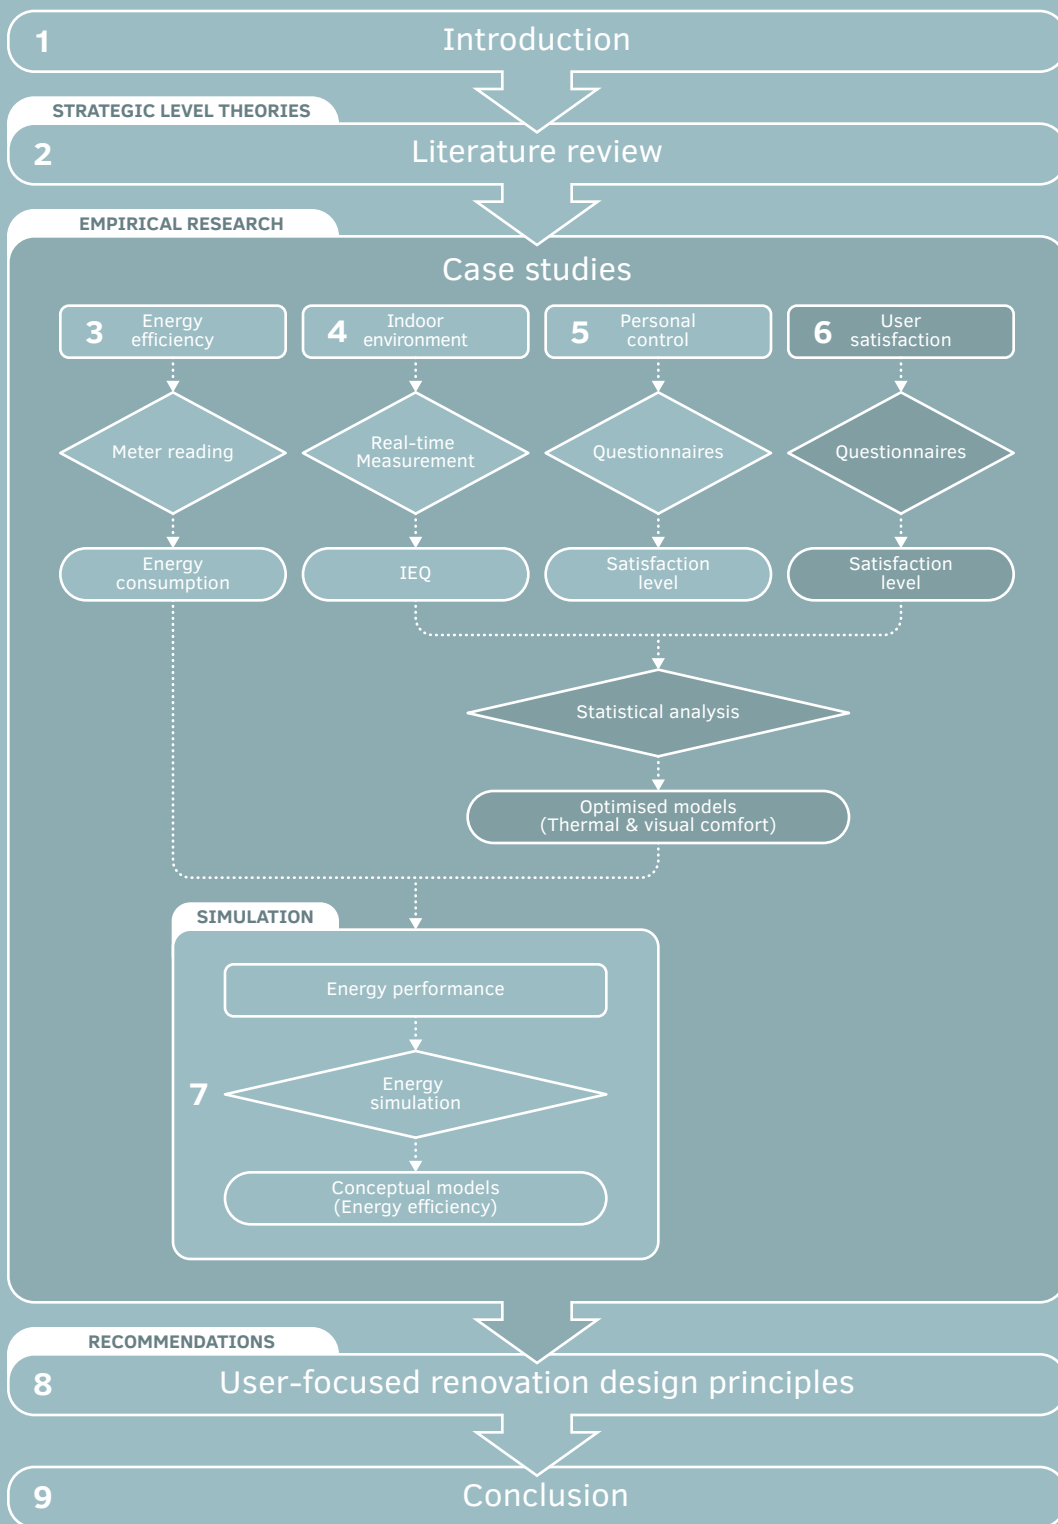 1 Introduction
STRATEGIC LEVEL THEORIES
2 Literature review
EMPIRICAL RESEARCH
Case studies
3 Energy
efficiency
4 Indoor
environment
5 Personal
control
6 User
satisfaction
Meter reading
Real-time
Measurement
Questionnaires
Questionnaires
Energy
consumption
IEQ
Satisfaction
level
Satisfaction
level
Statistical analysis
Optimised models
(Thermal & visual comfort)
SIMULATION
Energy performance
7 Energy
simulation
Conceptual models
(Energy efficiency)
RECOMMENDATIONS
8 User-focused renovation design principles
9 Conclusion